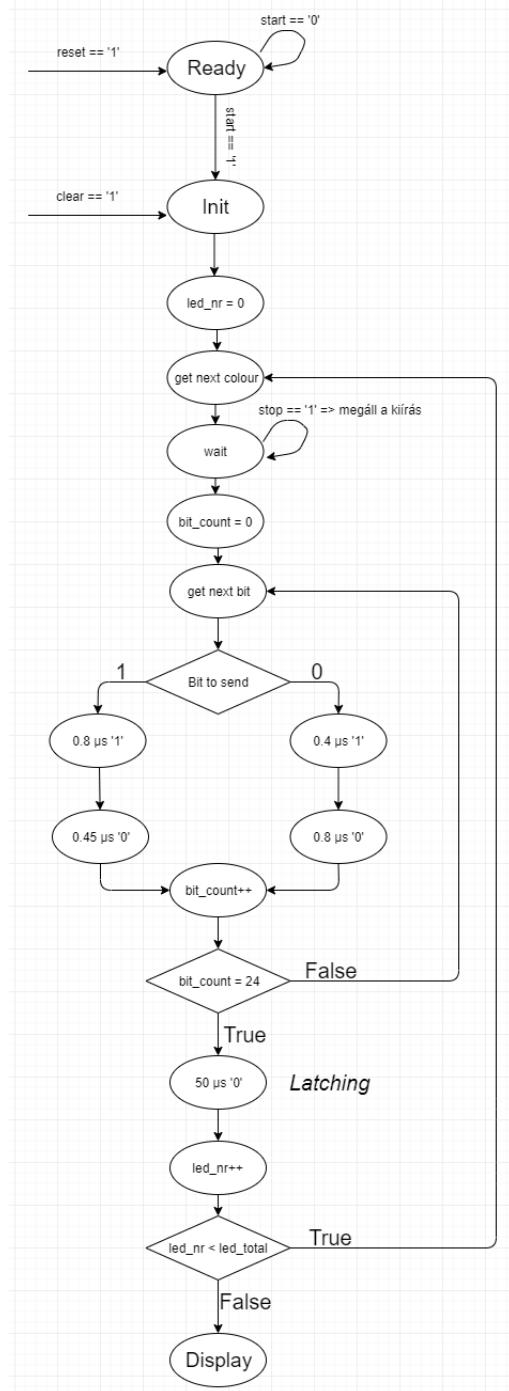 start == '0'
reset == '1'
Ready
start == '1'
clear == '1'
Init
led_nr = 0
get next colour
stop == '1' => megáll a kiírás
wait
bit_count = 0
get next bit
Bit to send
1
0
0.8 µs '1'
0.4 µs '1'
0.45 µs '0'
0.8 µs '0'
bit_count++
bit_count = 24
False
True
50 µs '0'
Latching
led_nr++
led_nr < led_total
True
False
Display